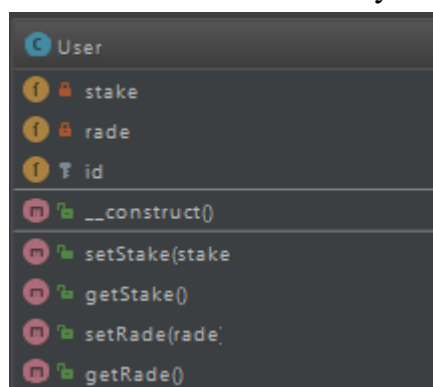 User
stake
rade
id
__construct()
setStake(stake
getStake()
setRade(rade)
getRade()